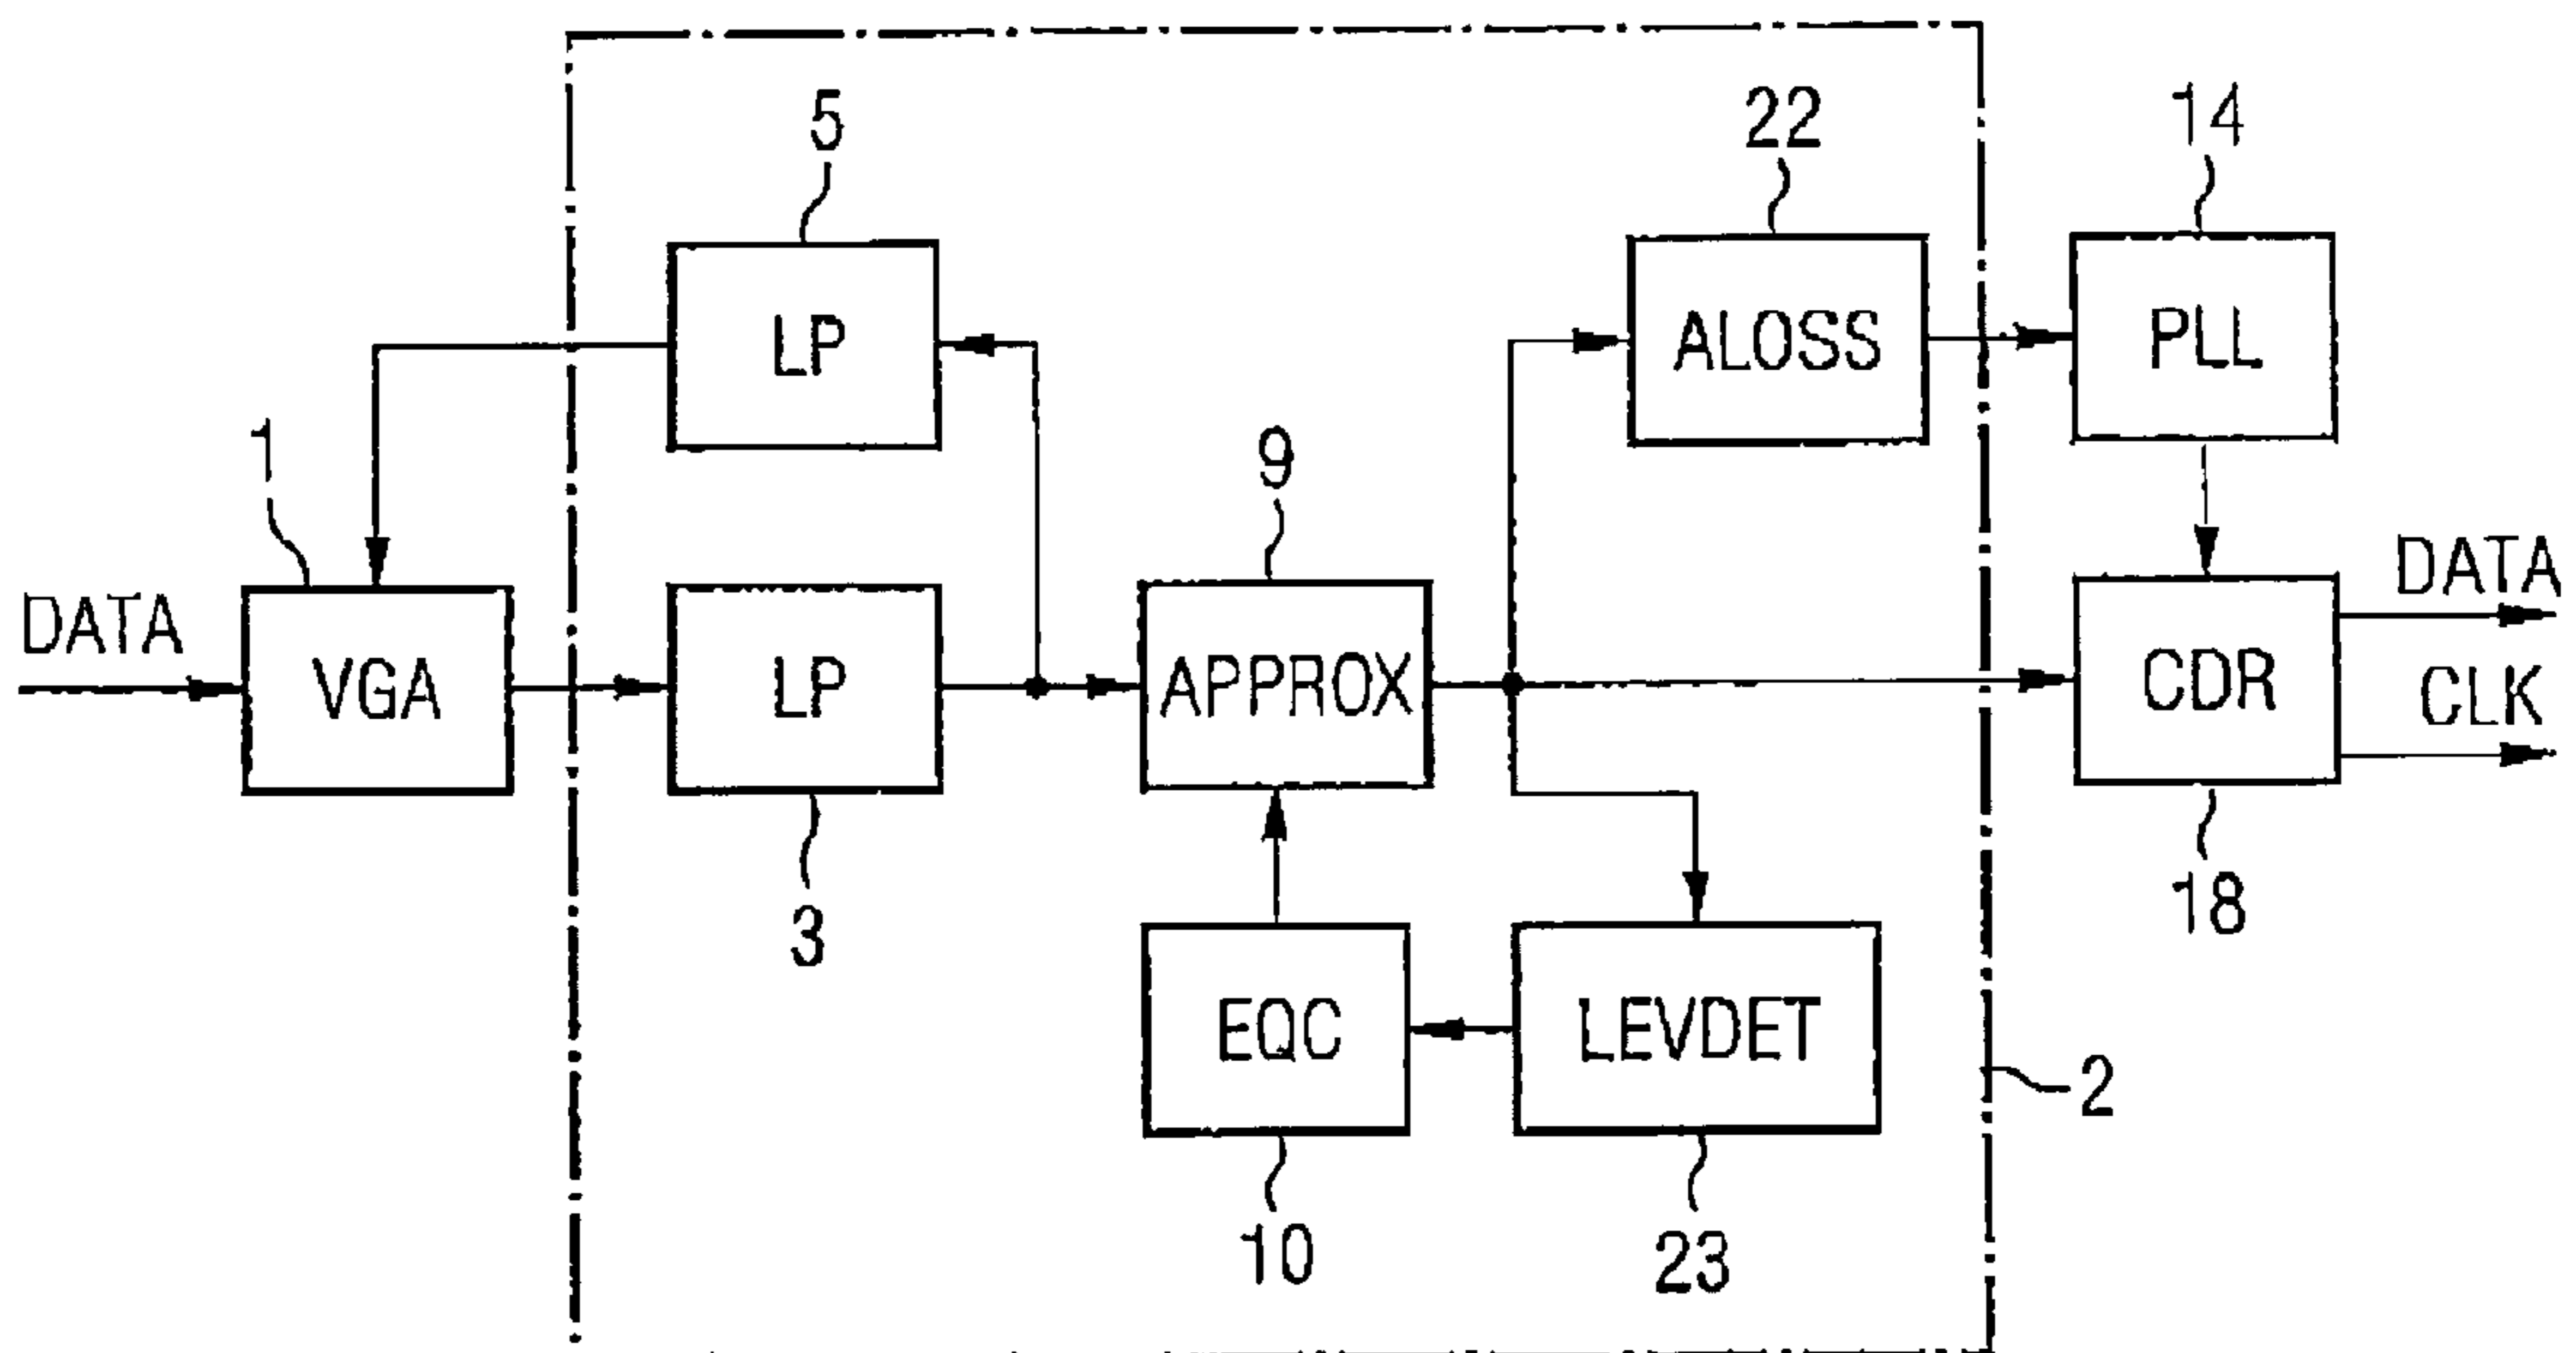 5
22
14
LP
ALOSS
PLL
1
9
DATA
VGA
LP
APPROX
CDR
DATA
CLK
3
18
EQC
LEVDET
2
10
23